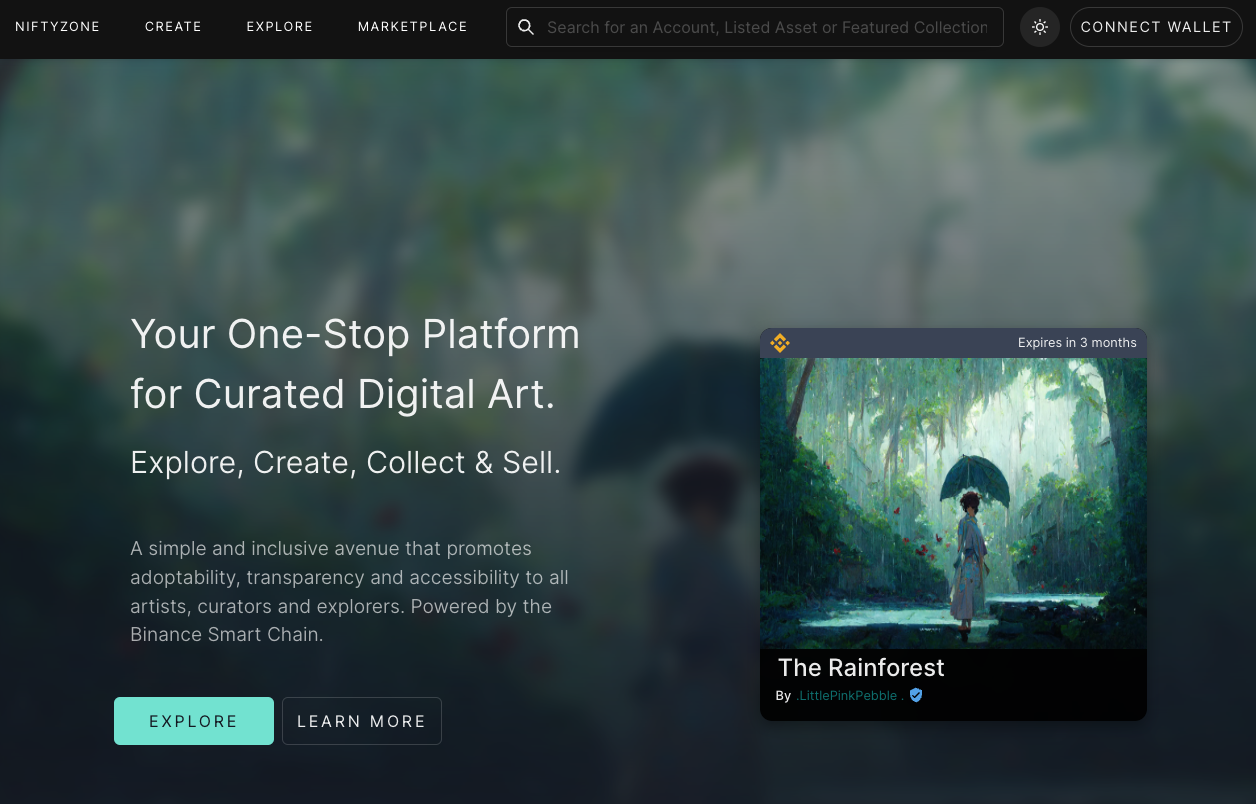 NIFTYZONE
CREATE
EXPLORE
MARKETPLACE
Search for an Account, Listed Asset or Featured Collection
CONNECT WALLET
Your One-Stop Platform
for Curated Digital Art.
Explore, Create, Collect & Sell.
A simple and inclusive avenue that promotes
adoptability, transparency and accessibility to all
artists, curators and explorers. Powered by the
Binance Smart Chain.
EXPLORE
LEARN MORE
Expires in 3 months
The Rainforest
By .LittlePinkPebble .